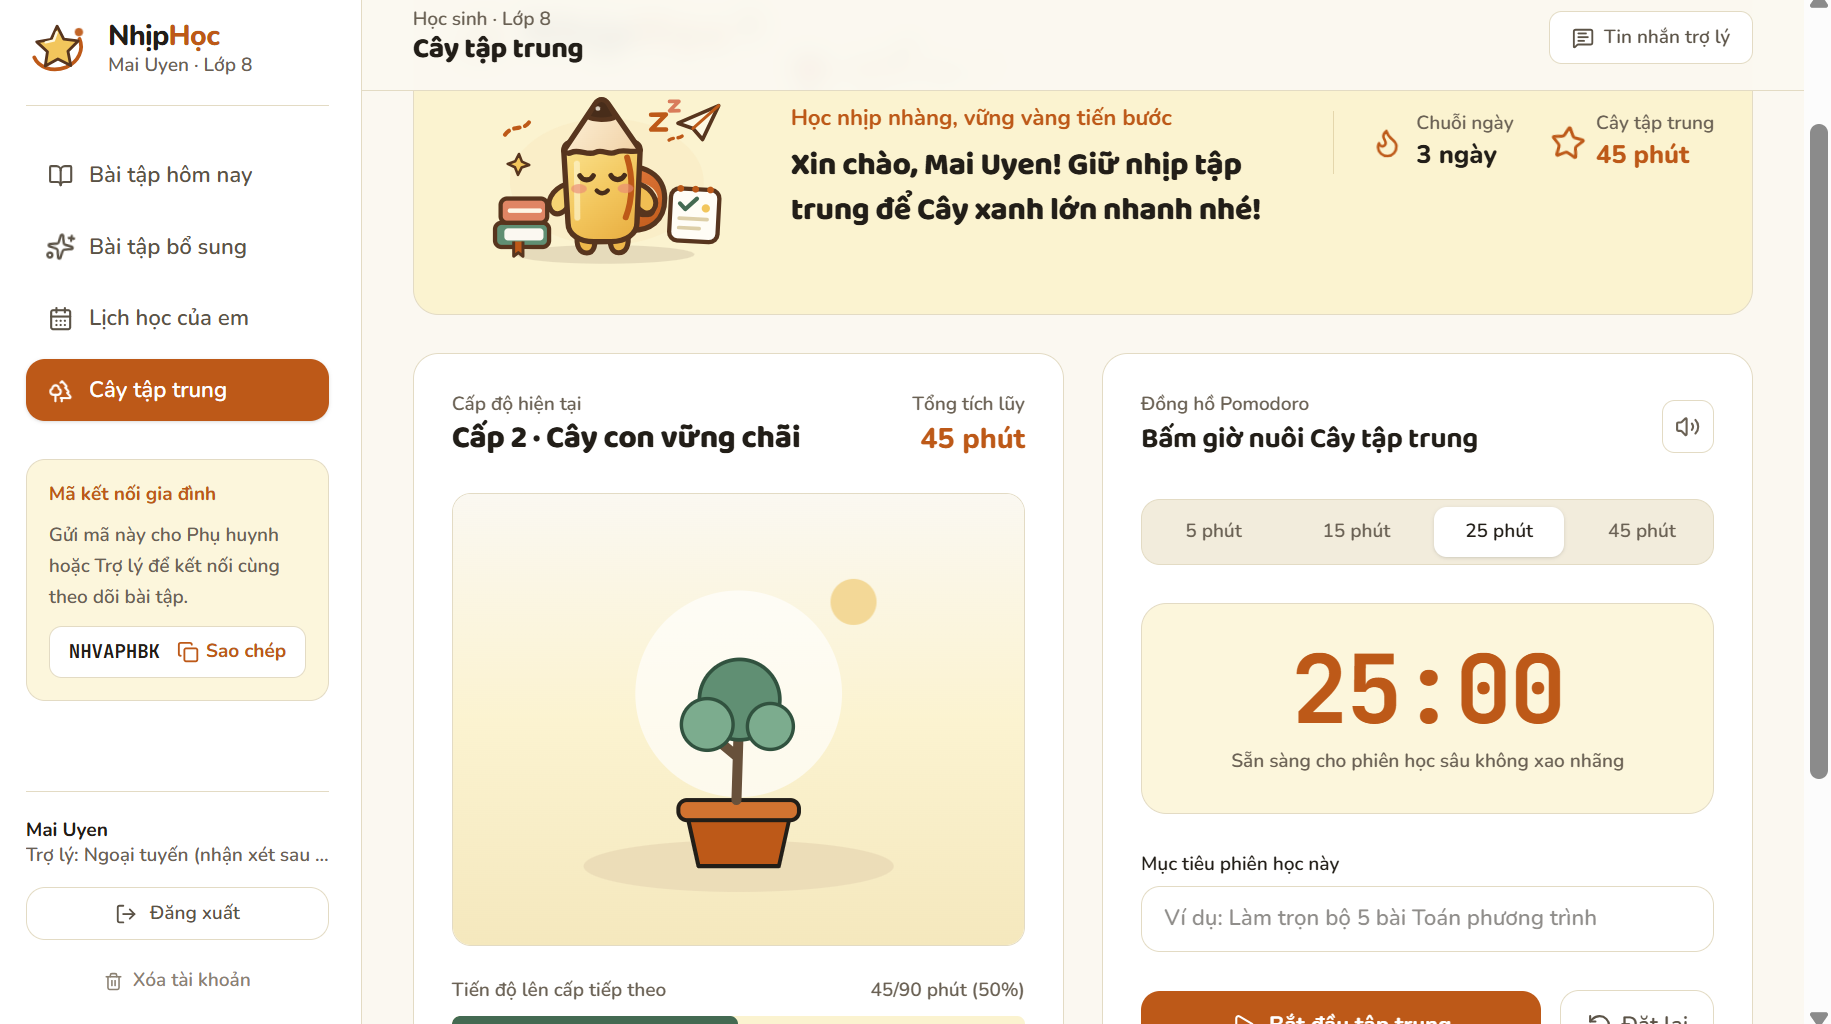 NhịpHọc
Mai Uyen · Lớp 8
Bài tập hôm nay
Bài tập bổ sung
Lịch học của em
Cây tập trung
Mã kết nối gia đình
Gửi mã này cho Phụ huynh
hoặc Trợ lý để kết nối cùng
theo dõi bài tập.
NHVAPHBK
Sao chép
Mai Uyen
Trợ lý: Ngoại tuyến (nhận xét sau ...
Đăng xuất
Xóa tài khoản
Học sinh · Lớp 8
Cây tập trung
Tin nhắn trợ lý
Z
Z
Học nhịp nhàng, vững vàng tiến bước
Xin chào, Mai Uyen! Giữ nhịp tập
trung để Cây xanh lớn nhanh nhé!
Chuỗi ngày
3 ngày
Cây tập trung
45 phút
Cấp độ hiện tại
Cấp 2 · Cây con vững chãi
Tổng tích lũy
45 phút
Tiến độ lên cấp tiếp theo
45/90 phút (50%)
Đồng hồ Pomodoro
Bấm giờ nuôi Cây tập trung
5 phút
15 phút
25 phút
45 phút
25:00
Sẵn sàng cho phiên học sâu không xao nhãng
Mục tiêu phiên học này
Ví dụ: Làm trọn bộ 5 bài Toán phương trình
Bắt đầu tập trung
Đặt lại